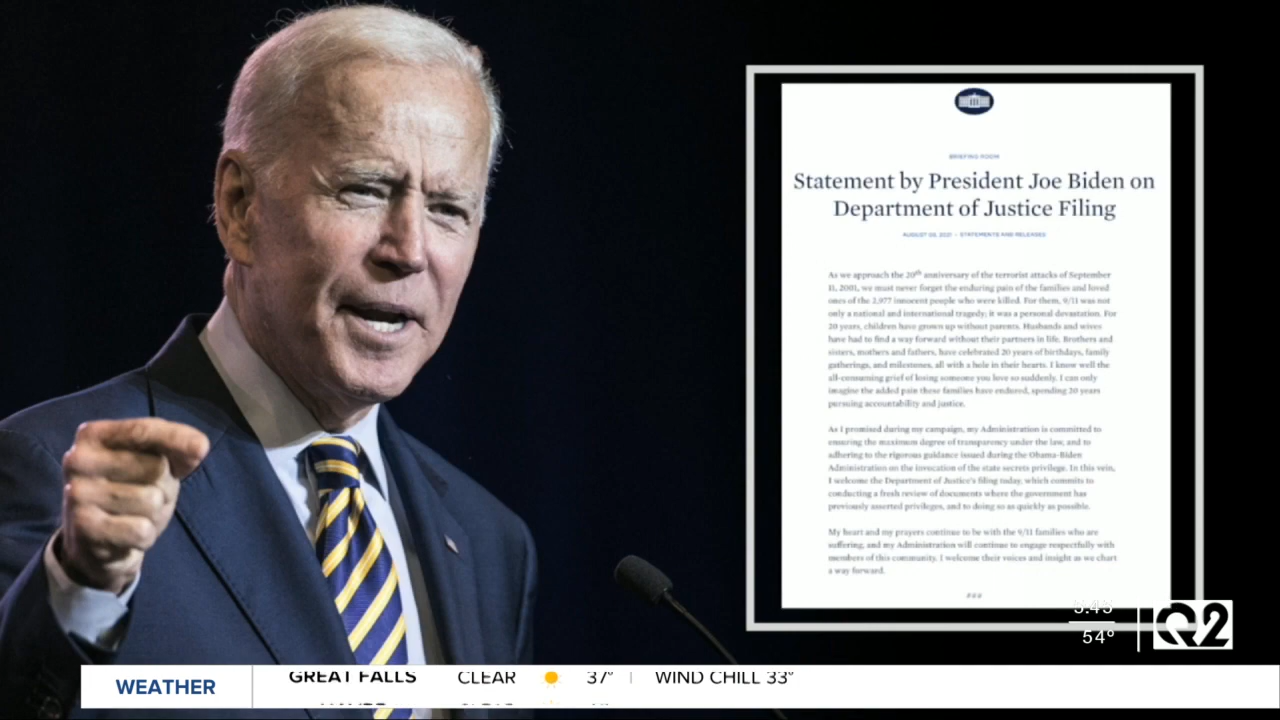 BRIEFING ROOM
Statement by President Joe Biden on
Department of Justice Filing
AUGUST 09, 2021 • STATEMENTS AND RELEASES
As we approach the 20th anniversary of the terrorist attacks of September
11, 2001, we must never forget the enduring pain of the families and loved
ones of the 2,977 innocent people who were killed. For them, 9/11 was not
only a national and international tragedy; it was a personal devastation. For
20 years, children have grown up without parents. Husbands and wives
have had to find a way forward without their partners in life. Brothers and
sisters, mothers and fathers, have celebrated 20 years of birthdays, family
gatherings, and milestones, all with a hole in their hearts. I know well the
all-consuming grief of losing someone you love so suddenly. I can only
imagine the added pain these families have endured, spending 20 years
pursuing accountability and justice.
As I promised during my campaign, my Administration is committed to
ensuring the maximum degree of transparency under the law, and to
adhering to the rigorous guidance issued during the Obama-Biden
Administration on the invocation of the state secrets privilege. In this vein,
I welcome the Department of Justice's filing today, which commits to
conducting a fresh review of documents where the government has
previously asserted privileges, and to doing so as quickly as possible.
My heart and my prayers continue to be with the 9/11 families who are
suffering, and my Administration will continue to engage respectfully with
members of this community. I welcome their voices and insight as we chart
a way forward.
###
5:45
54°
Q2
WEATHER
GREAT FALLS CLEAR 37° WIND CHILL 33°